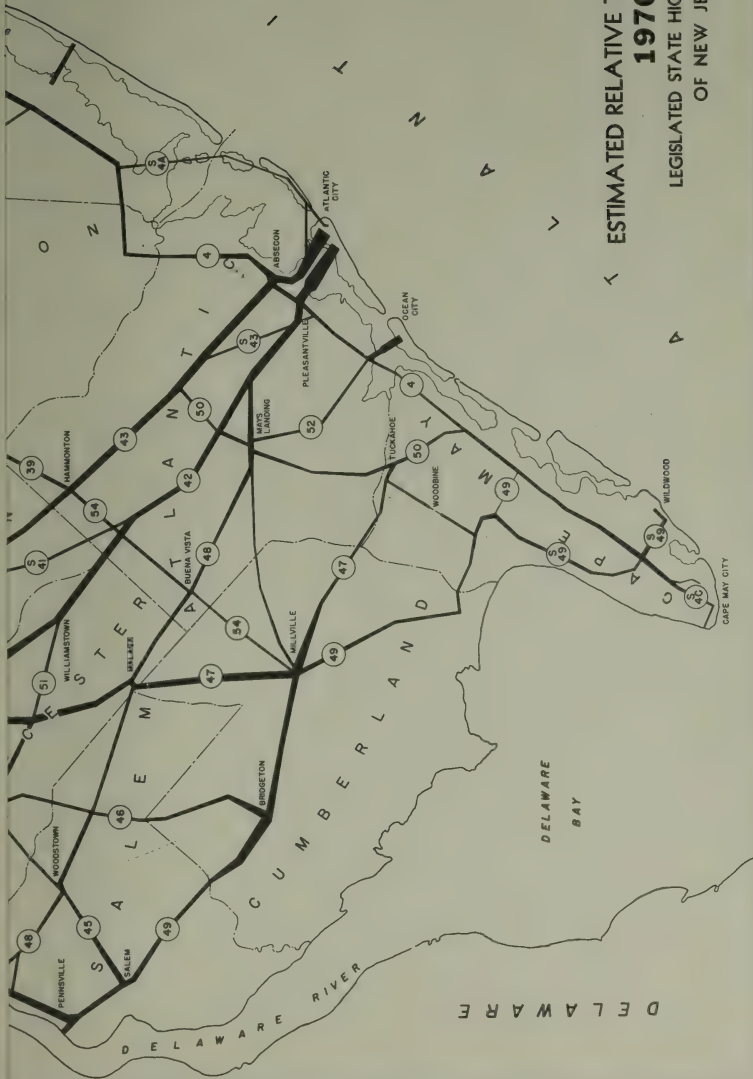 ESTIMATED RELATIVE
1970
LEGISLATED STATE
OF NEW
S 4A
ATLANTIC CITY
O N
4
ABSECON
S 43
PLEASANTVILLE
OCEAN CITY
43
HAMMONTON
39
54
50
MAYS LANDING
52
4
ATLANTIC
42
S 41
N
BUENA VISTA
48
54
TUCKAHOE
50
WOODBINE
49
47
CAPE MAY
S 49
S 49
WILDWOOD
S 4C
CAPE MAY CITY
WILLIAMSTOWN
51
CESTER
MALAGA
47
MILLVILLE
49
46
BRIDGETON
CUMBERLAND
WOODSTOWN
48
45
SALEM
49
PENNSVILLE
SALEM
DELAWARE RIVER
DELAWARE BAY
DELAWARE
ATLANTI